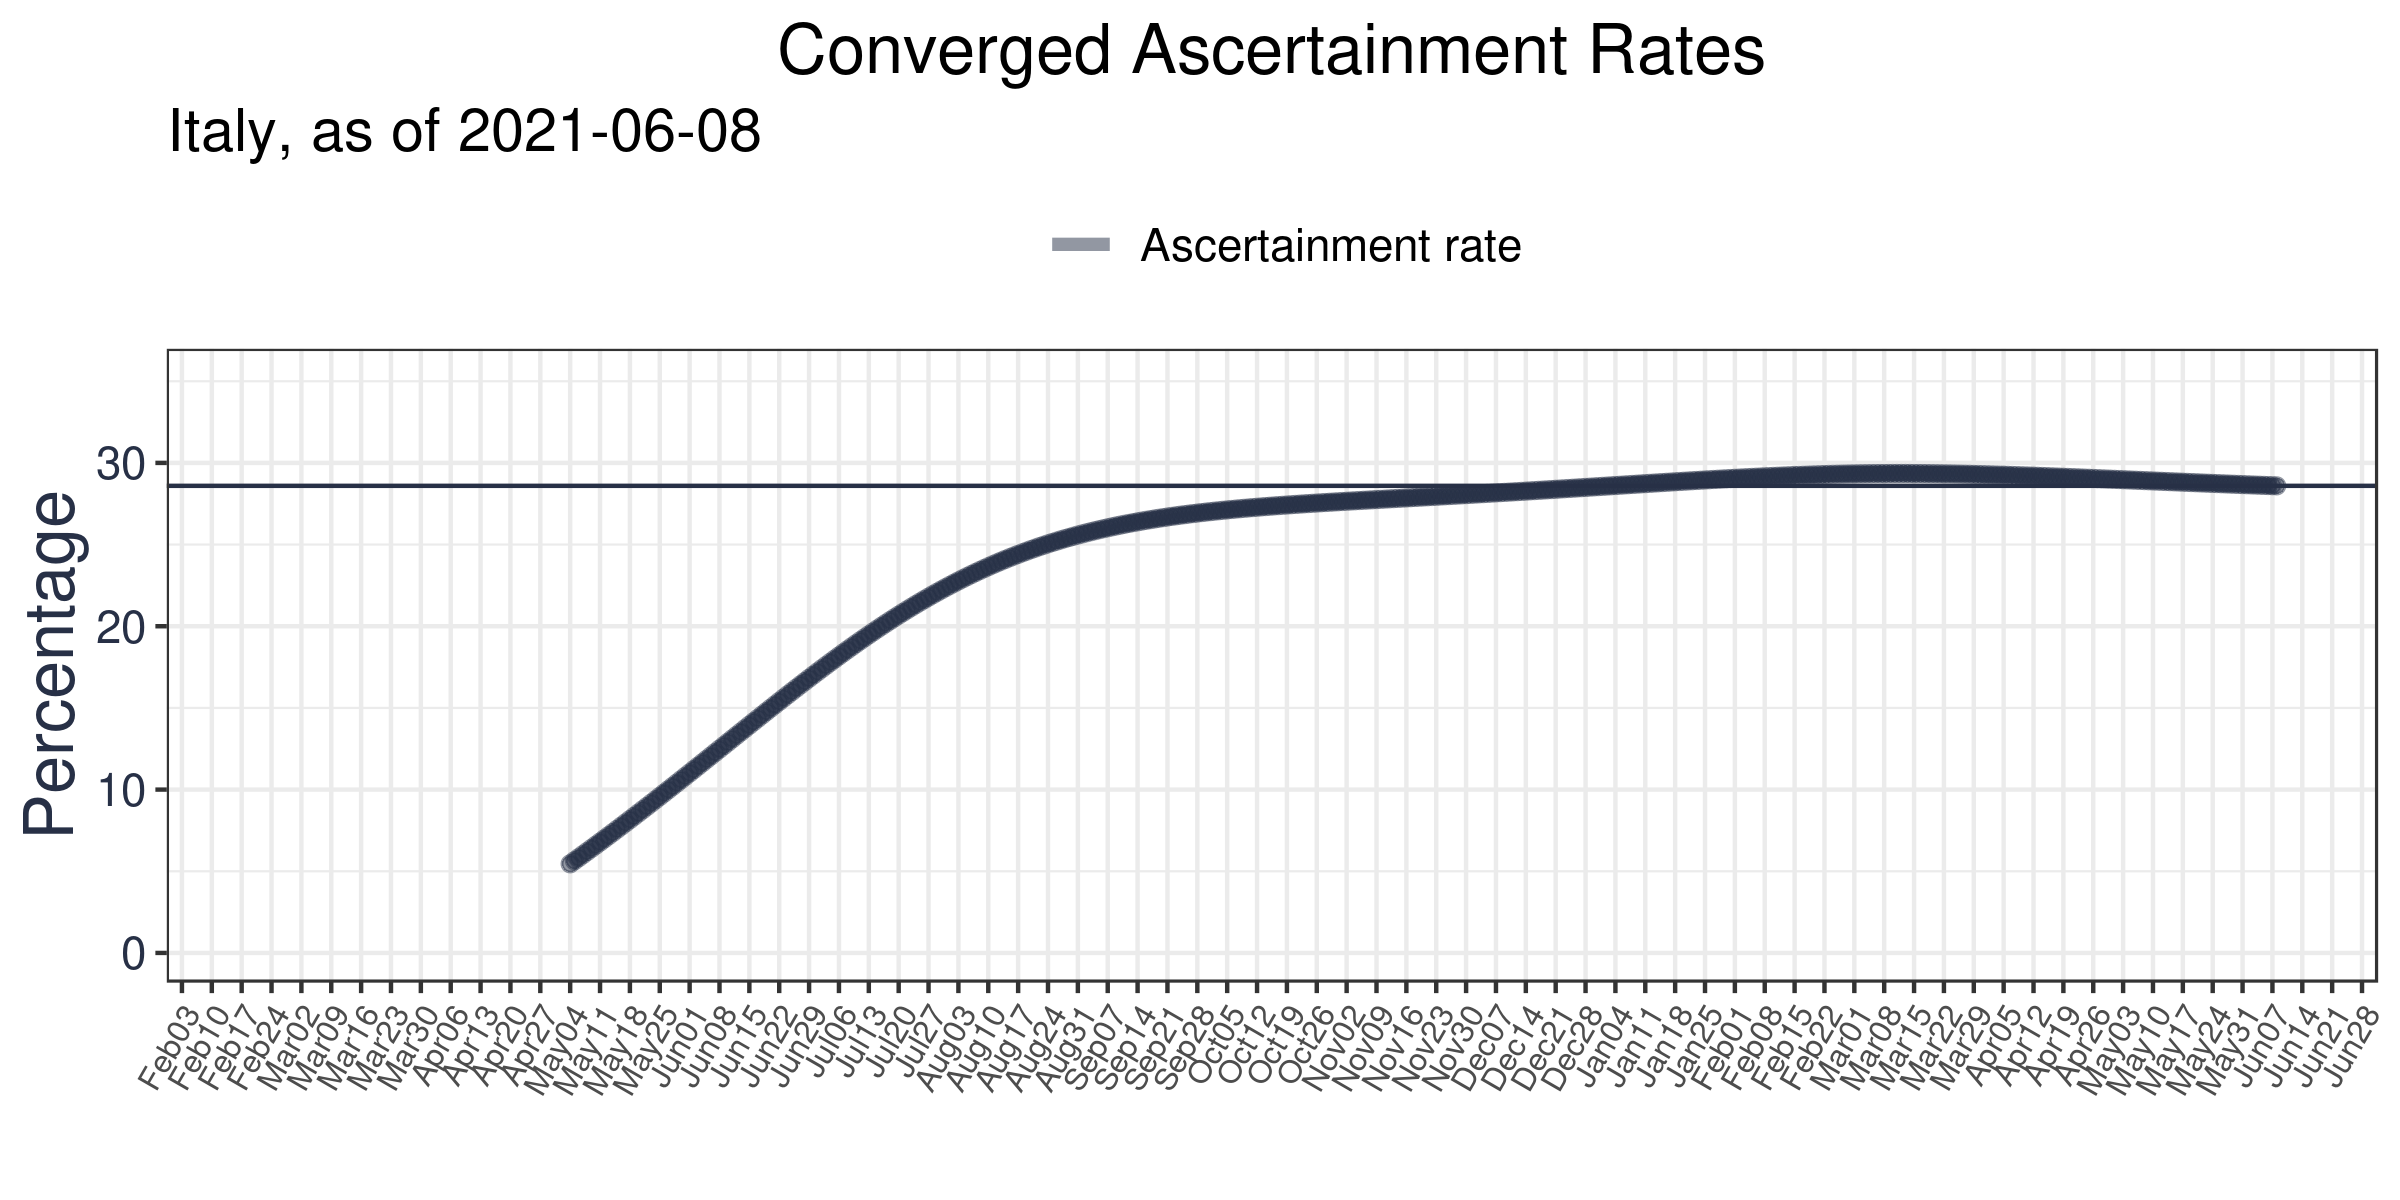 Converged Ascertainment Rates
Italy, as of 2021-06-08
Ascertainment rate
Percentage
30
20
10
0
Feb03 Feb10 Feb17 Feb24 Mar02 Mar09 Mar16 Mar23 Mar30 Apr06 Apr13 Apr20 Apr27 May04 May11 May18 May25 Jun01 Jun08 Jun15 Jun22 Jun29 Jul06 Jul13 Jul20 Jul27 Aug03 Aug10 Aug17 Aug24 Aug31 Sep07 Sep14 Sep21 Sep28 Oct05 Oct12 Oct19 Oct26 Nov02 Nov09 Nov16 Nov23 Nov30 Dec07 Dec14 Dec21 Dec28 Jan04 Jan11 Jan18 Jan25 Feb01 Feb08 Feb15 Feb22 Mar01 Mar08 Mar15 Mar22 Mar29 Apr05 Apr12 Apr19 Apr26 May03 May10 May17 May24 May31 Jun07 Jun14 Jun21 Jun28